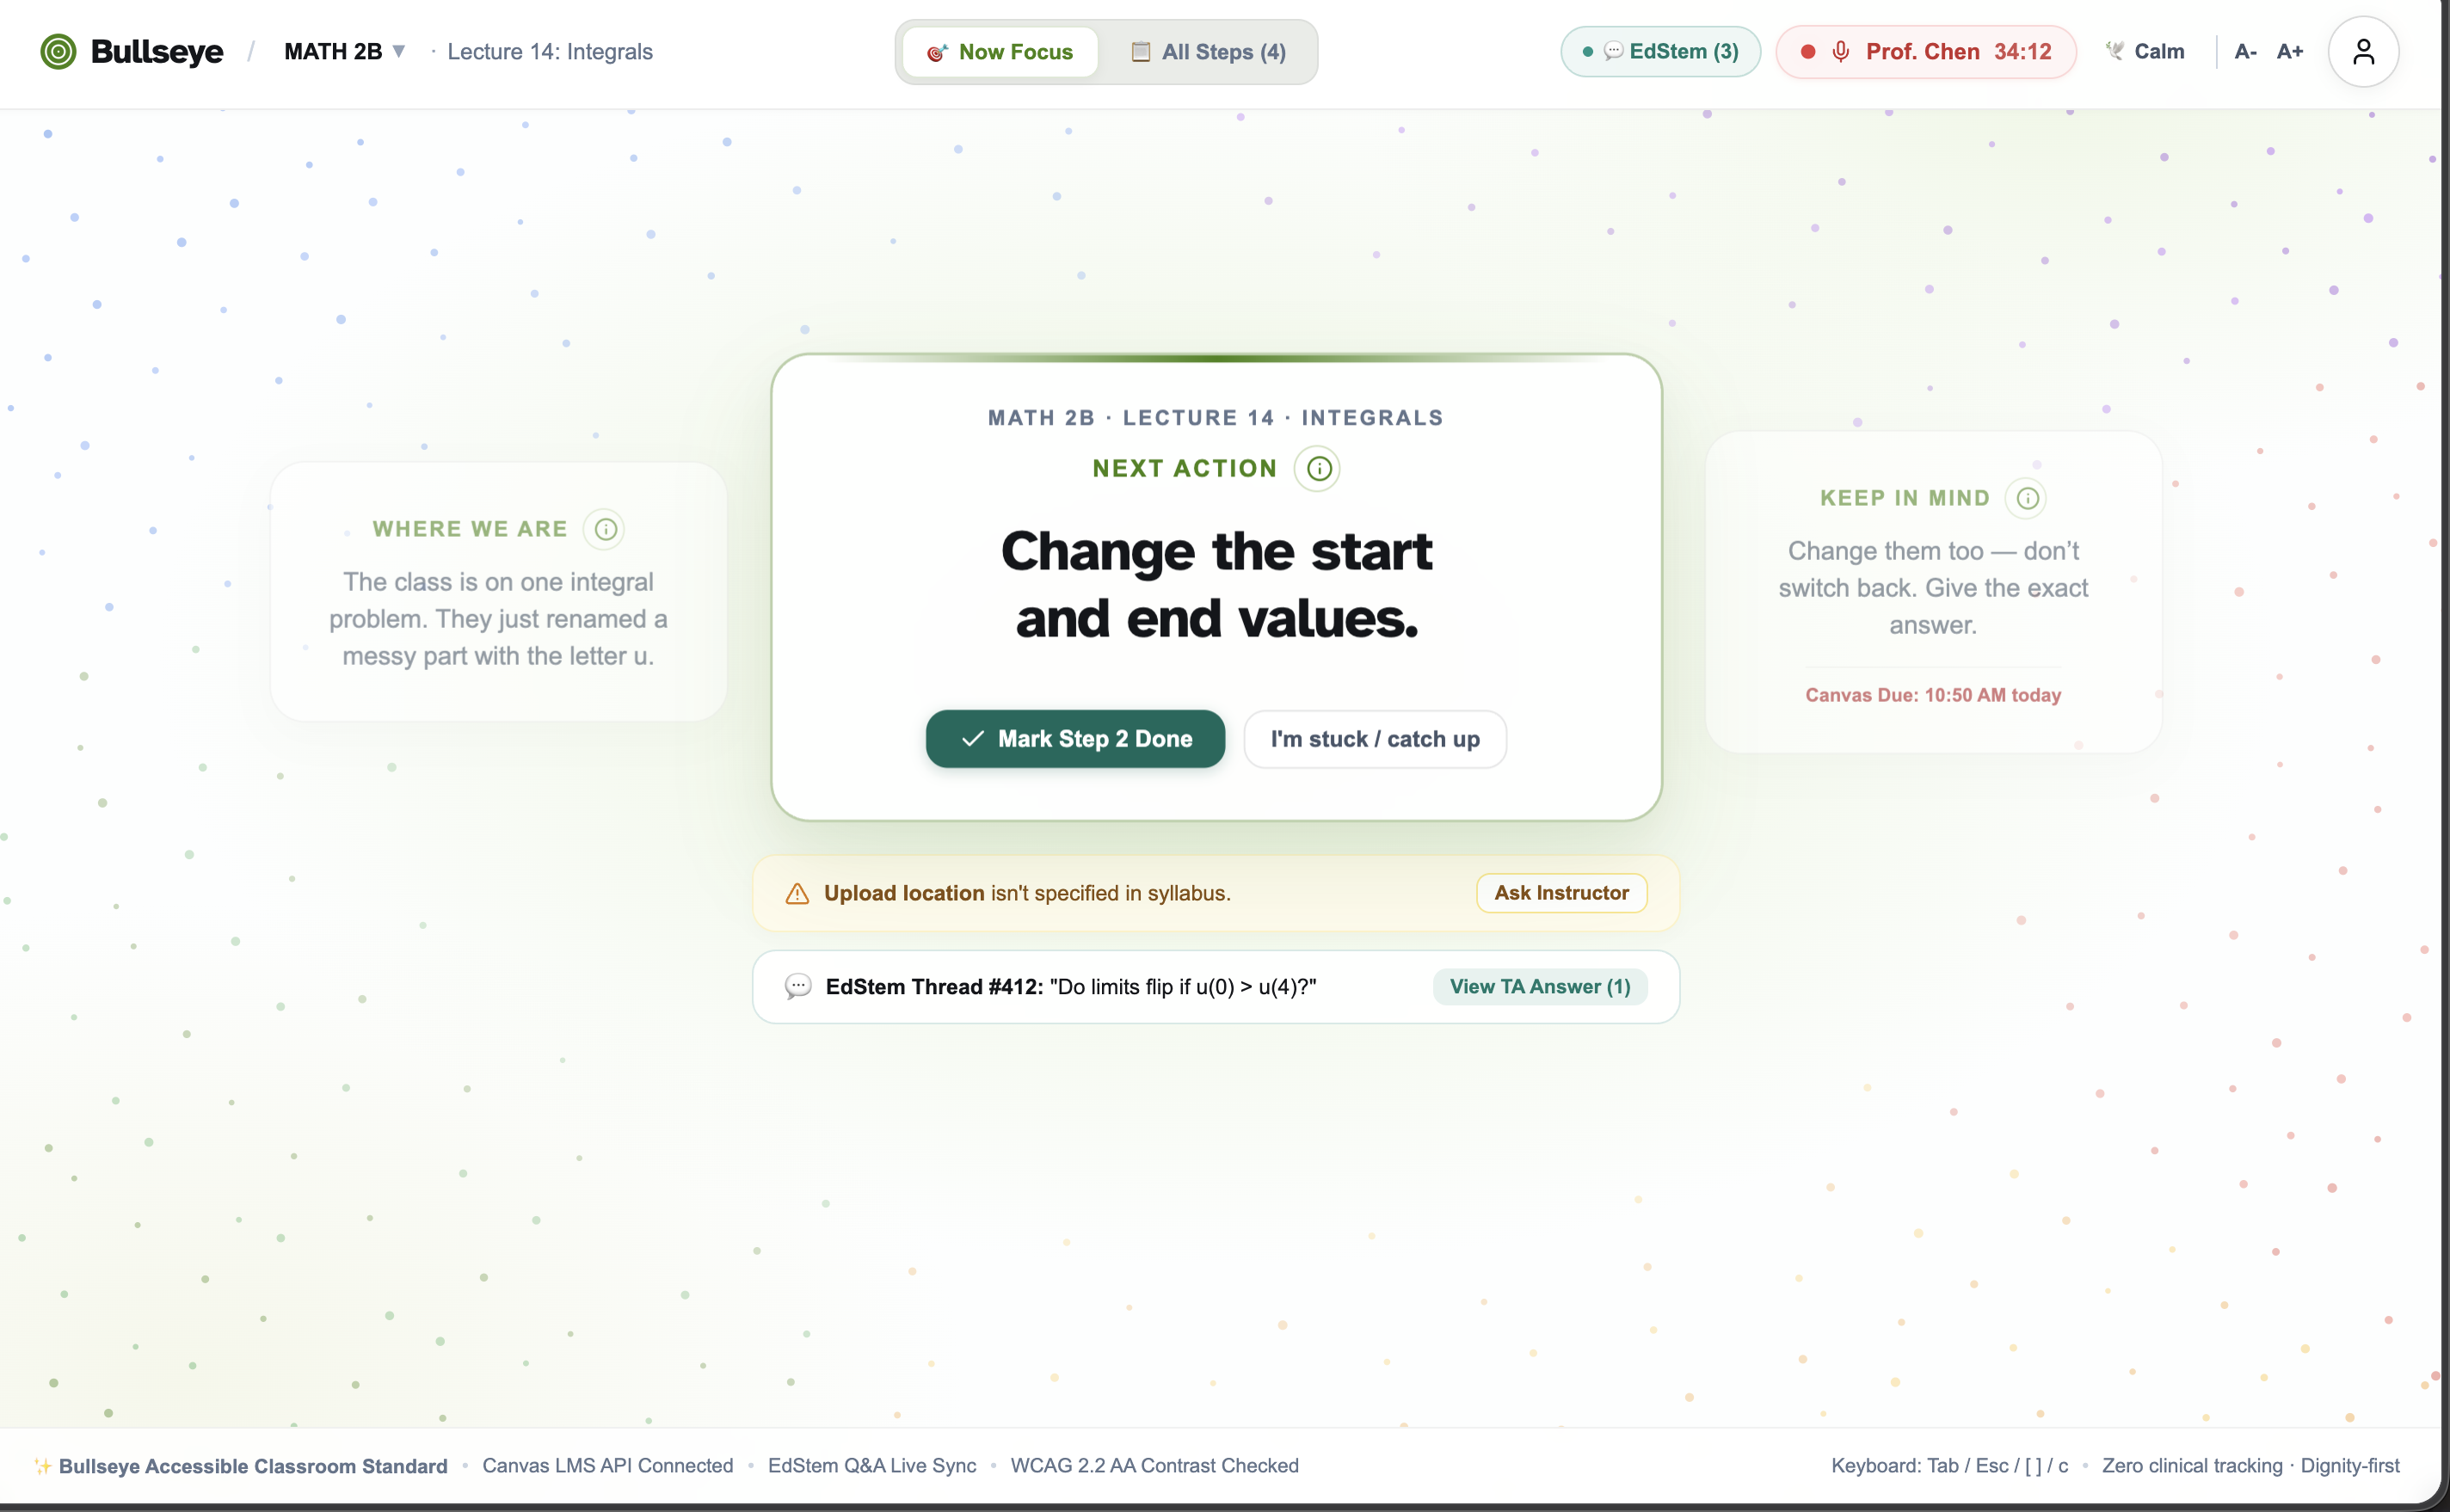 Bullseye / MATH 2B ▼ · Lecture 14: Integrals
Now Focus
All Steps (4)
EdStem (3)
Prof. Chen 34:12
Calm
A- A+
WHERE WE ARE
The class is on one integral
problem. They just renamed a
messy part with the letter u.
MATH 2B · LECTURE 14 · INTEGRALS
NEXT ACTION
Change the start
and end values.
Mark Step 2 Done
I'm stuck / catch up
KEEP IN MIND
Change them too — don’t
switch back. Give the exact
answer.
Canvas Due: 10:50 AM today
Upload location isn't specified in syllabus.
Ask Instructor
EdStem Thread #412: "Do limits flip if u(0) > u(4)?"
View TA Answer (1)
Bullseye Accessible Classroom Standard • Canvas LMS API Connected • EdStem Q&A Live Sync • WCAG 2.2 AA Contrast Checked
Keyboard: Tab / Esc / [ ] / c • Zero clinical tracking · Dignity-first